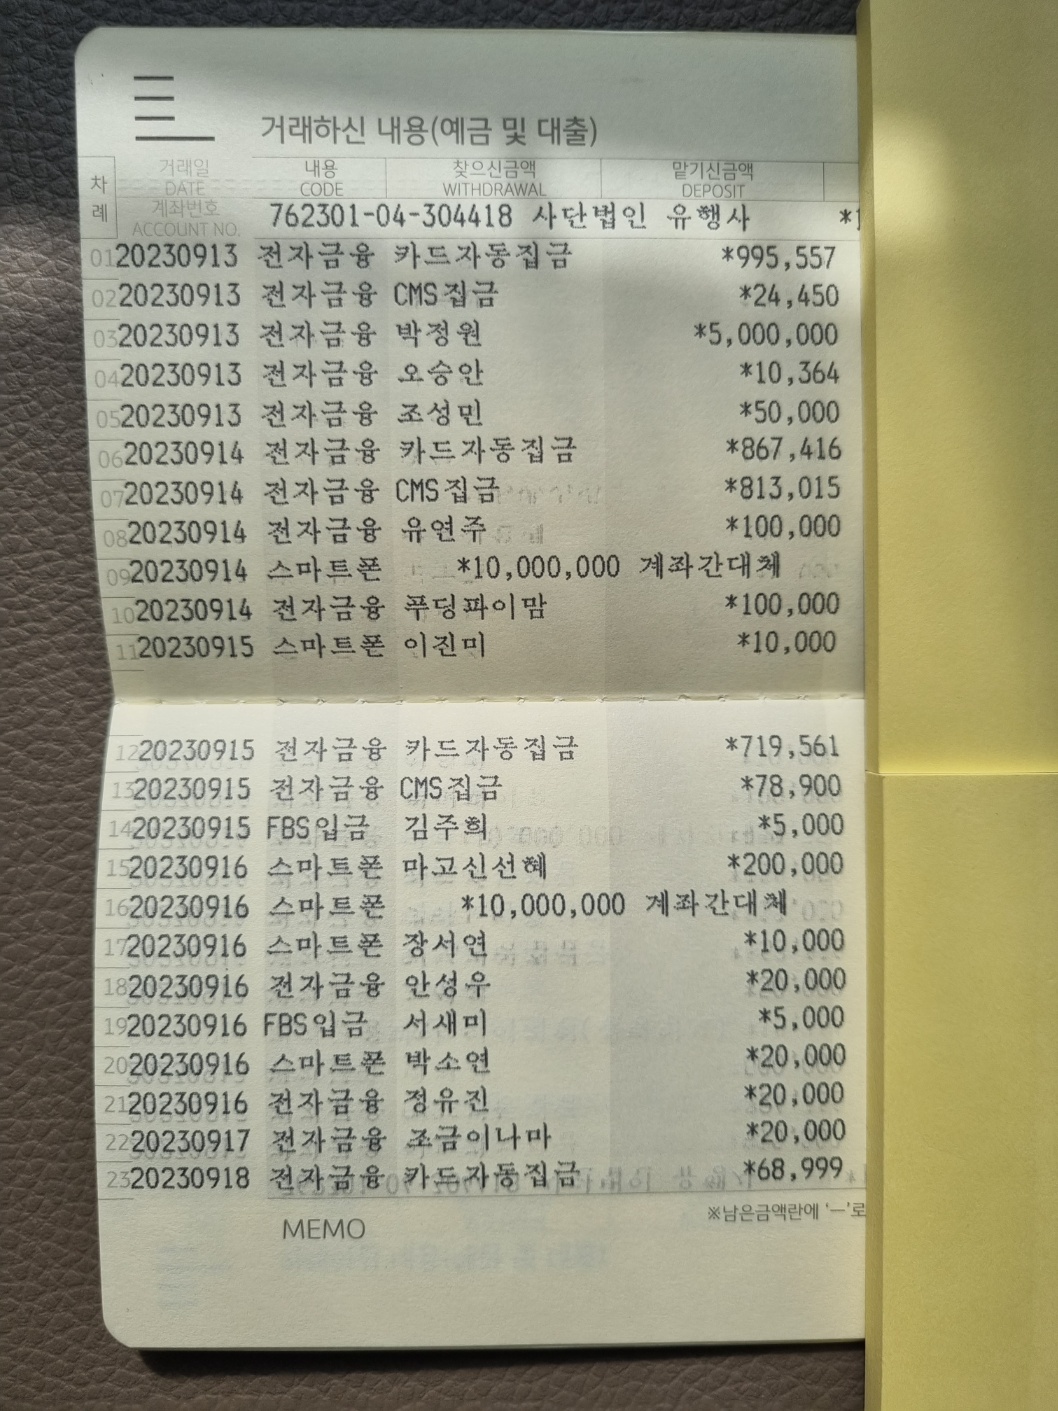 거래하신 내용(예금 및 대출)
차례 거래일 DATE 내용 CODE 찾으신금액 WITHDRAWAL 맡기신금액 DEPOSIT
계좌번호 ACCOUNT NO. 762301-04-304418 사단법인 유행사 *1
01 20230913 전자금융 카드자동집금 *995,557
02 20230913 전자금융 CMS집금 *24,450
03 20230913 전자금융 박정원 *5,000,000
04 20230913 전자금융 오승안 *10,364
05 20230913 전자금융 조성민 *50,000
06 20230914 전자금융 카드자동집금 *867,416
07 20230914 전자금융 CMS집금 *813,015
08 20230914 전자금융 유연주 *100,000
09 20230914 스마트폰 *10,000,000 계좌간대체
10 20230914 전자금융 푸딩파이맘 *100,000
11 20230915 스마트폰 이진미 *10,000
12 20230915 전자금융 카드자동집금 *719,561
13 20230915 전자금융 CMS집금 *78,900
14 20230915 FBS입금 김주희 *5,000
15 20230916 스마트폰 마고신선혜 *200,000
16 20230916 스마트폰 *10,000,000 계좌간대체
17 20230916 스마트폰 장서연 *10,000
18 20230916 전자금융 안성우 *20,000
19 20230916 FBS입금 서새미 *5,000
20 20230916 스마트폰 박소연 *20,000
21 20230916 전자금융 정유진 *20,000
22 20230917 전자금융 조금이나마 *20,000
23 20230918 전자금융 카드자동집금 *68,999
※남은금액란에 ‘—’로
MEMO